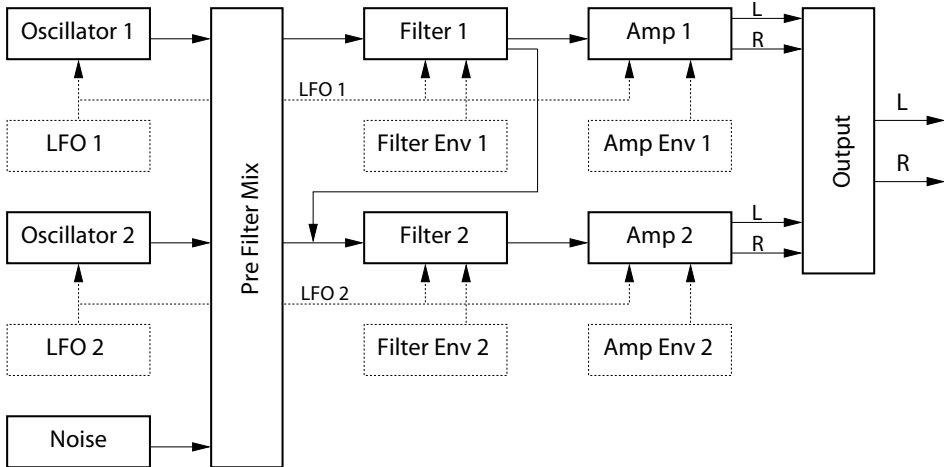 Oscillator 1
Filter 1
Amp 1
L
R
LFO 1
LFO 1
Filter Env 1
Amp Env 1
Pre Filter Mix
Output
L
R
Oscillator 2
Filter 2
Amp 2
L
R
LFO 2
LFO 2
Filter Env 2
Amp Env 2
Noise